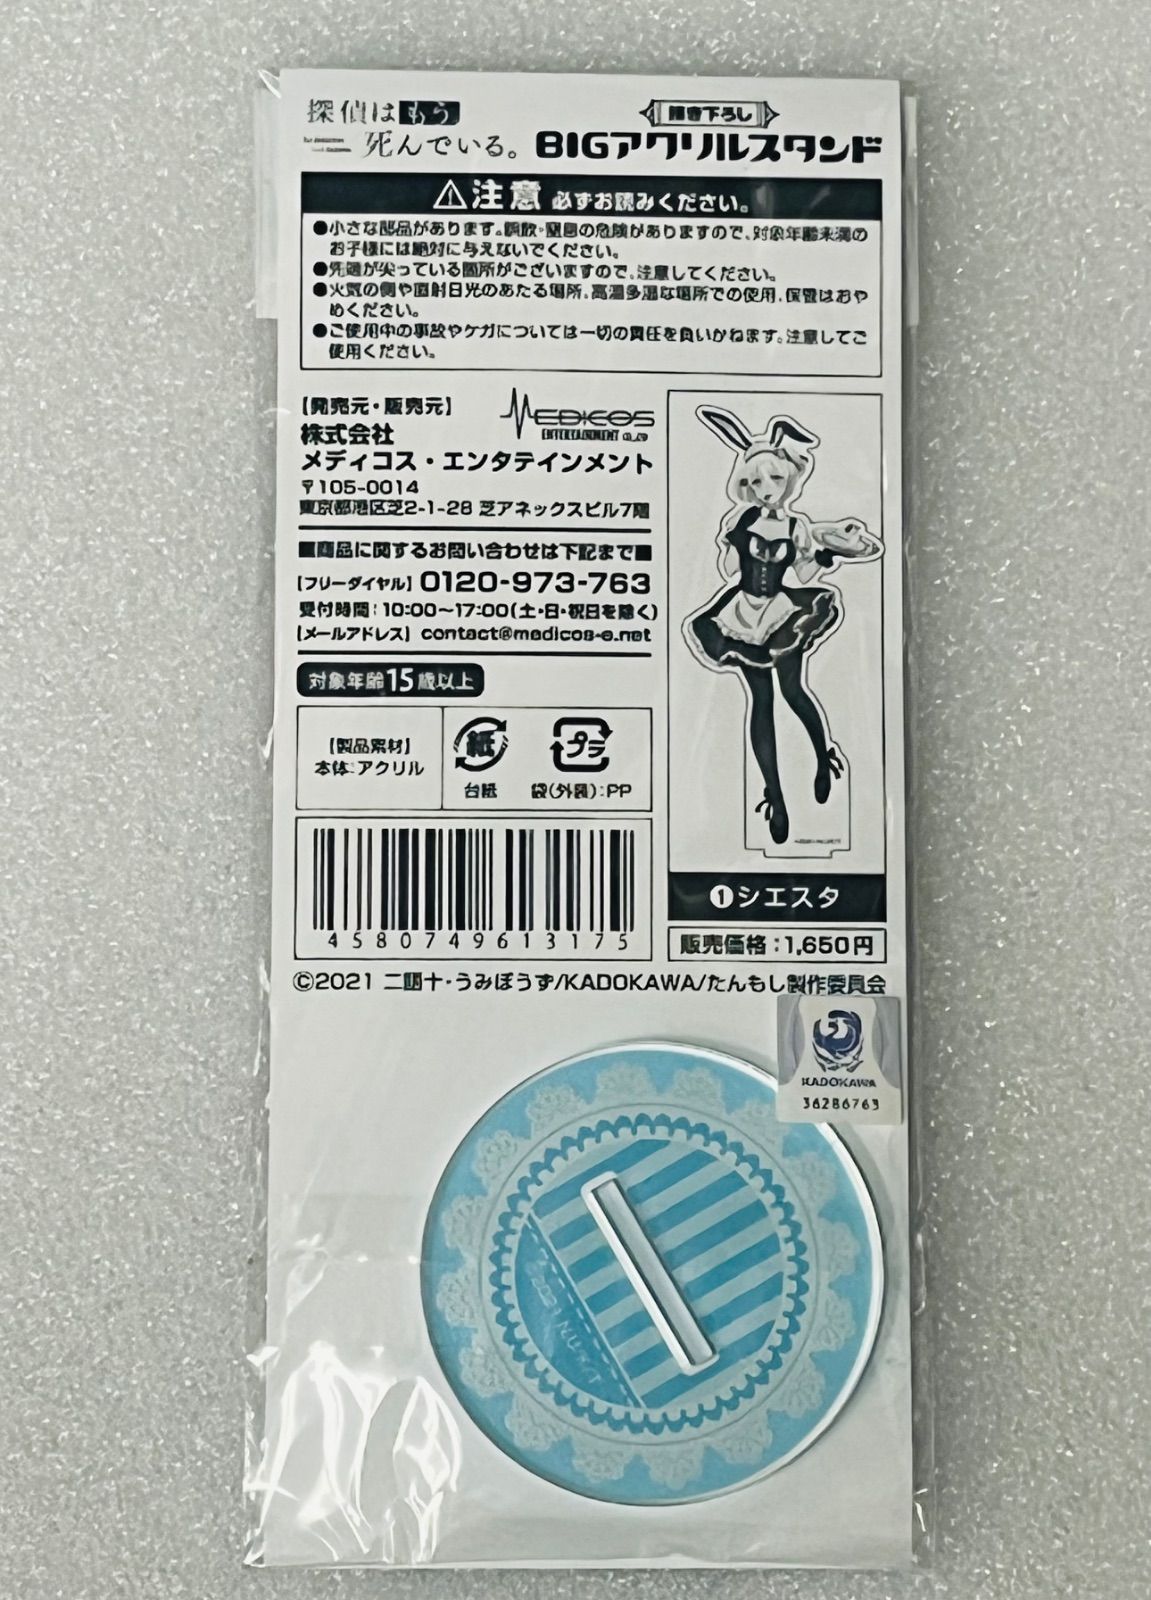 探偵はもう
死んでいる。
描き下ろし
BIGアクリルスタンド
注意 必ずお読みください。
●小さな部品があります。誤飲・窒息の危険がありますので、対象年齢未満の
お子様には絶対に与えないでください。
●先端が尖っている箇所がございますので、注意してください。
●火気の側や直射日光のあたる場所、高温多湿な場所での使用、保管はおや
めください。
●ご使用中の事故やケガについては一切の責任を負いかねます。注意してご
使用ください。
【発売元・販売元】
MEDICOS
ENTERTAINMENT CO.,LTD
株式会社
メディコス・エンタテインメント
〒105-0014
東京都港区芝2-1-28 芝アネックスビル7階
■商品に関するお問い合わせは下記まで■
【フリーダイヤル】0120-973-763
受付時間：10:00〜17:00(土・日・祝日を除く)
【メールアドレス】contact@medicos-e.net
対象年齢15歳以上
【製品素材】
本体：アクリル
紙
台紙
プラ
袋(外装)：PP
4580749613175
①シエスタ
販売価格：1,650円
©2021 二語十・うみぼうず/KADOKAWA/たんもし製作委員会
KADOKAWA
36286763